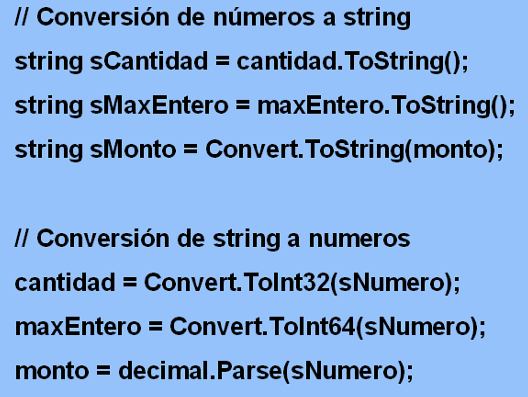 // Conversión de números a string
string sCantidad = cantidad.ToString();
string sMaxEntero = maxEntero.ToString();
string sMonto = Convert.ToString(monto);
// Conversión de string a numeros
cantidad = Convert.ToInt32(sNumero);
maxEntero = Convert.ToInt64(sNumero);
monto = decimal.Parse(sNumero);